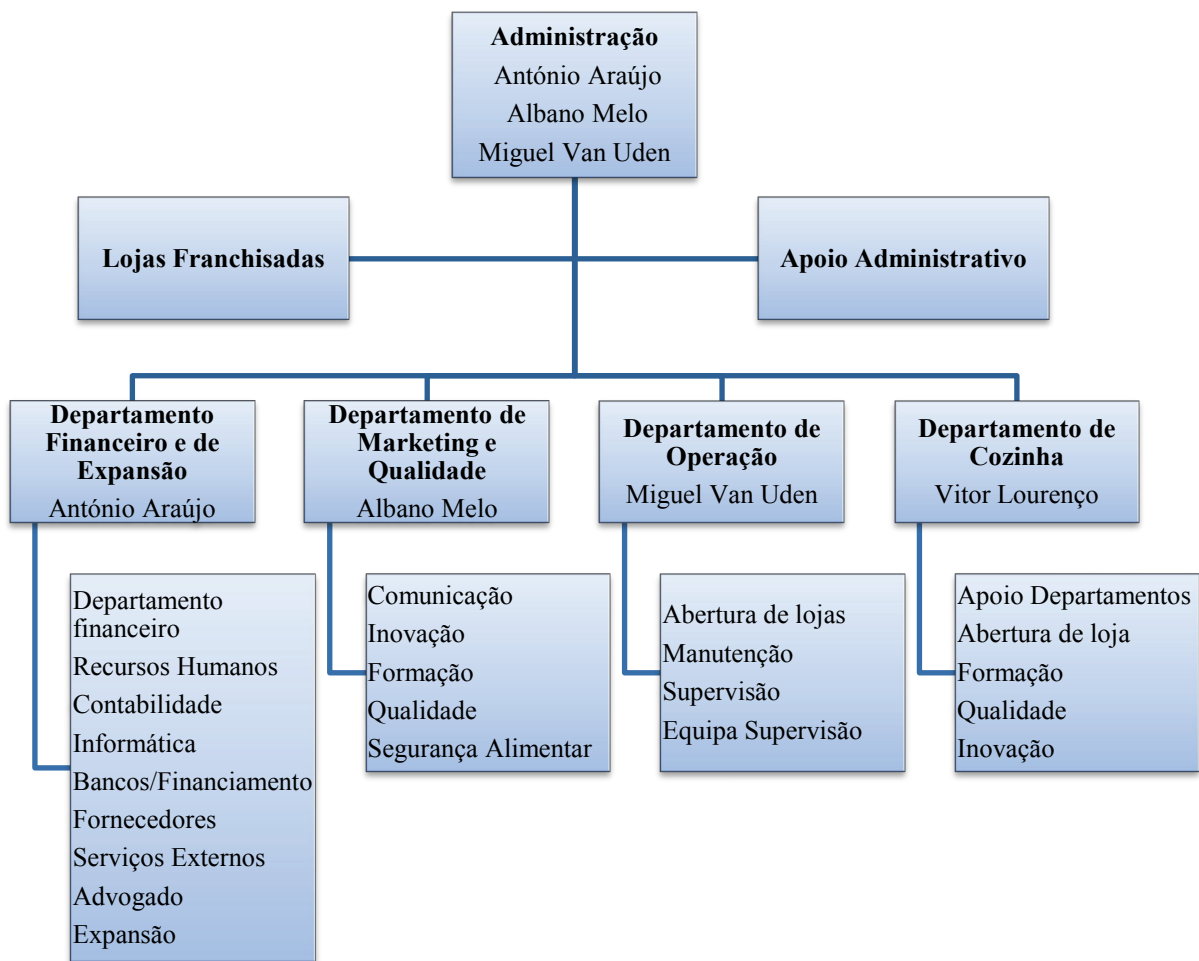 Administração
António Araújo
Albano Melo
Miguel Van Uden
Lojas Franchisadas
Apoio Administrativo
Departamento
Financeiro e de
Expansão
António Araújo
Departamento de
Marketing e
Qualidade
Albano Melo
Departamento de
Operação
Miguel Van Uden
Departamento de
Cozinha
Vitor Lourenço
Departamento
financeiro
Recursos Humanos
Contabilidade
Informática
Bancos/Financiamento
Fornecedores
Serviços Externos
Advogado
Expansão
Comunicação
Inovação
Formação
Qualidade
Segurança Alimentar
Abertura de lojas
Manutenção
Supervisão
Equipa Supervisão
Apoio Departamentos
Abertura de loja
Formação
Qualidade
Inovação